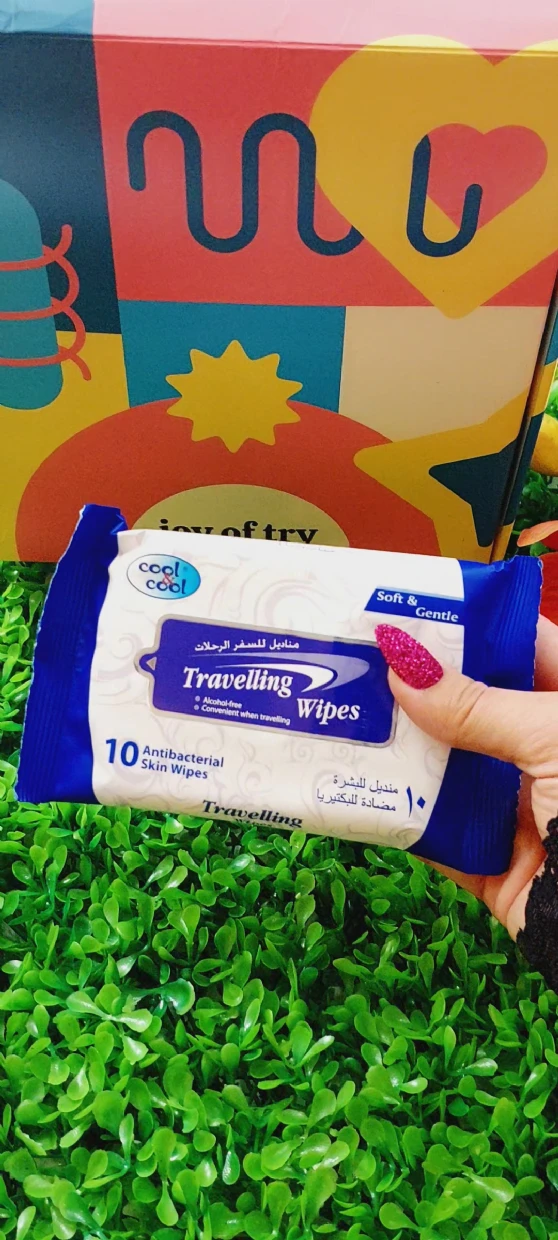 joy of try
cool
& cool
Soft &
Gentle
مناديل للسفر الرحلات
Travelling
Wipes
Alcohol-free
Convenient when travelling
10 Antibacterial
Skin Wipes
١٠ منديل للبشرة
مضادة للبكتيريا
Travelling